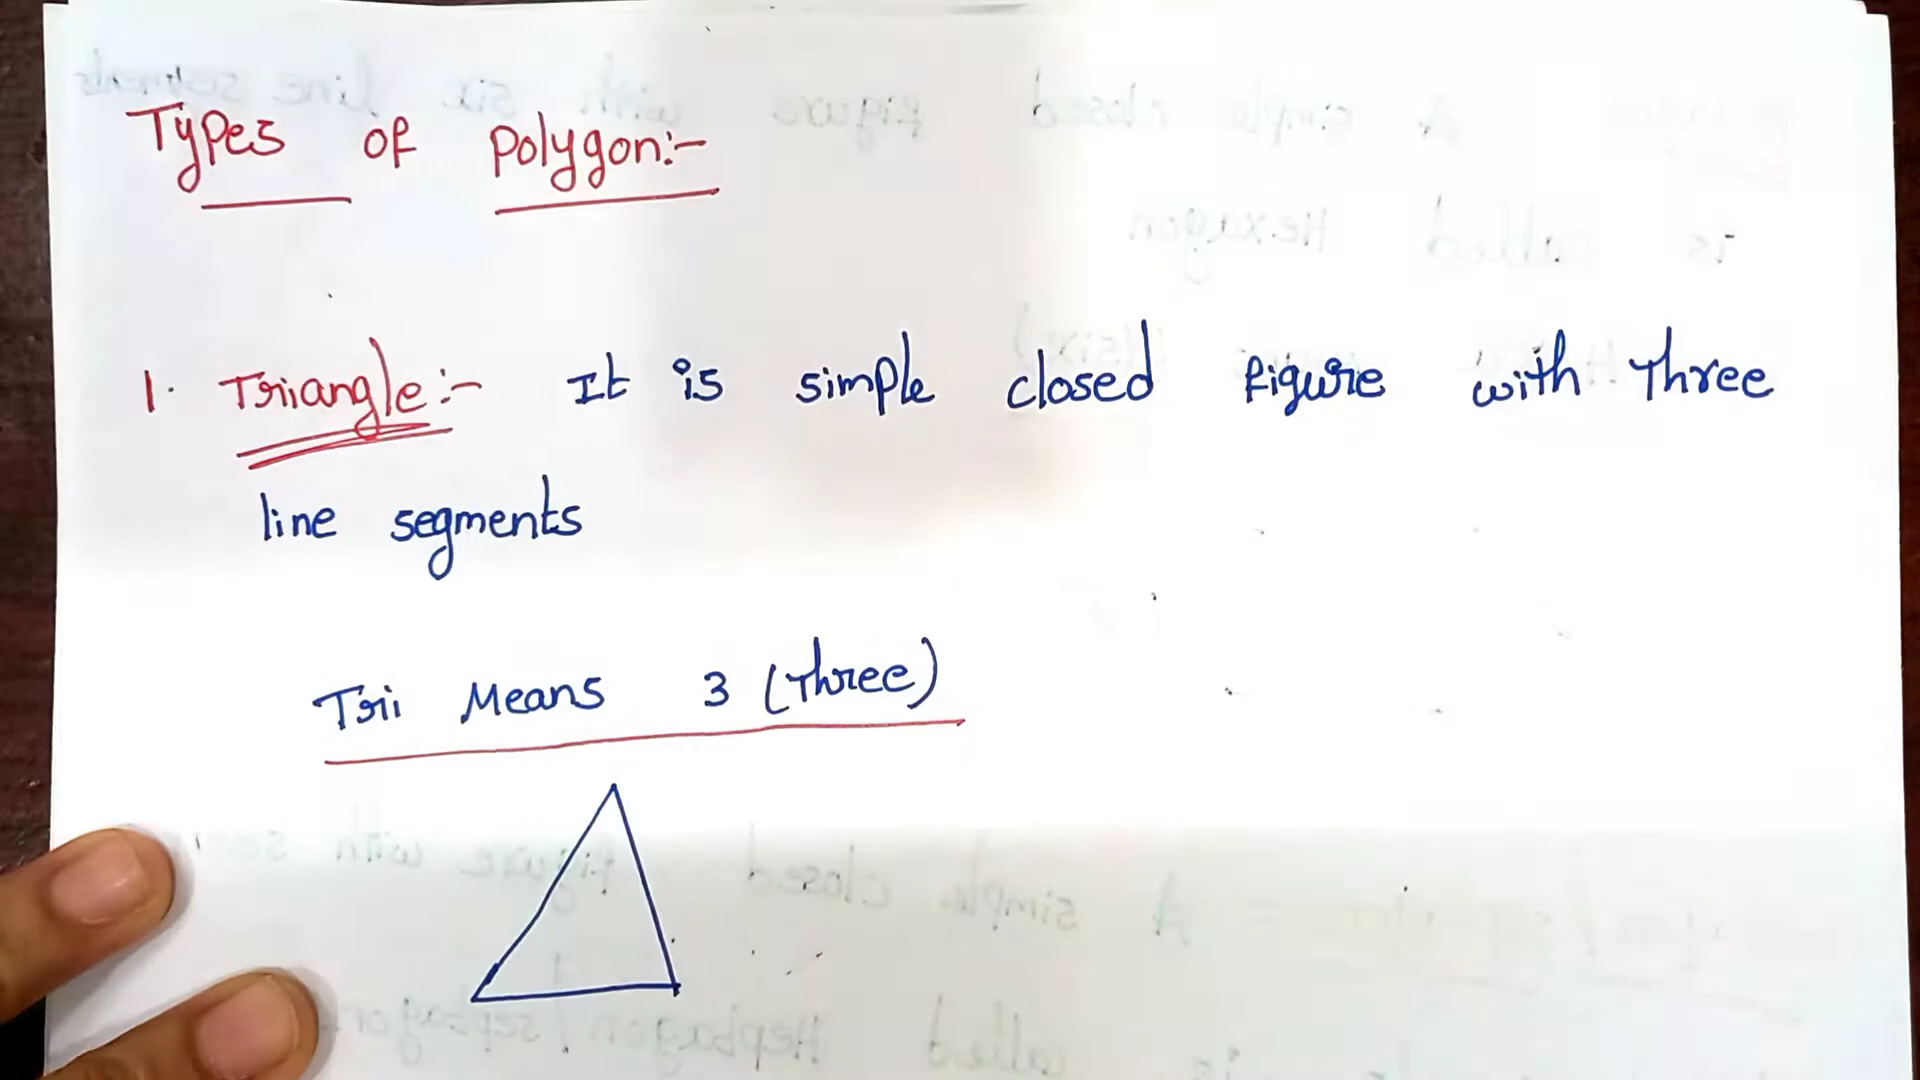 Types of Polygon:-
1. Triangle:- It is simple closed figure with three
line segments
Tri Means 3 (three)